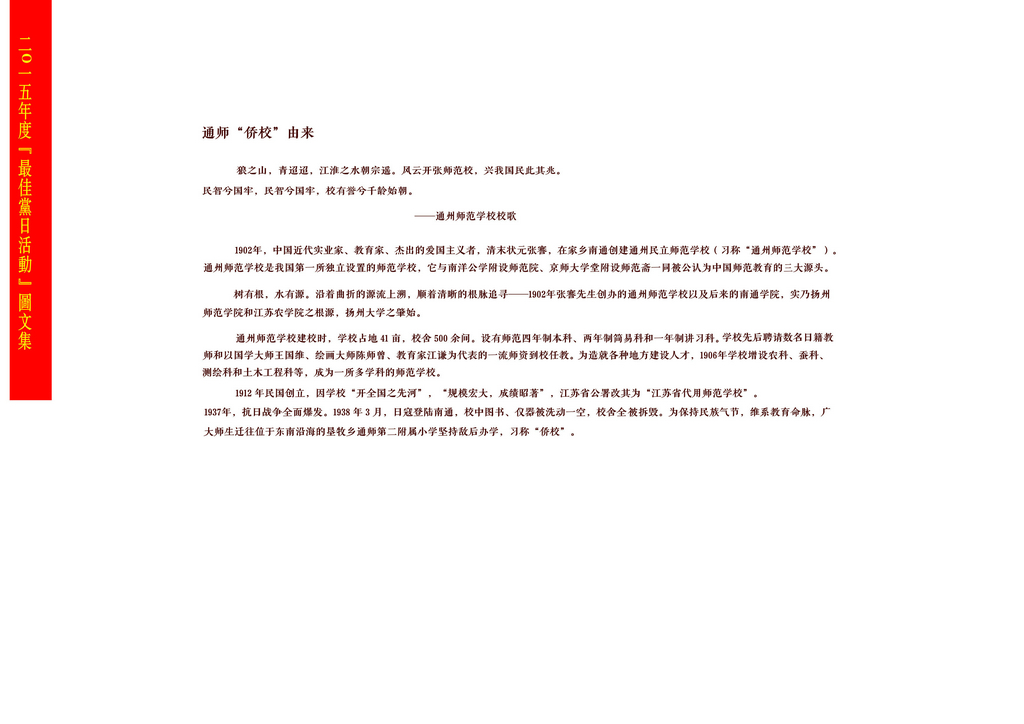 二〇一五年度『最佳黨日活動』圖文集
通师“侨校”由来
狼之山，青迢迢，江淮之水朝宗遥。风云开张师范校，兴我国民此其兆。
民智兮国牢，民智兮国牢，校有誉兮千龄始朝。
——通州师范学校校歌
1902年，中国近代实业家、教育家、杰出的爱国主义者，清末状元张謇，在家乡南通创建通州民立师范学校（习称“通州师范学校”）。
通州师范学校是我国第一所独立设置的师范学校，它与南洋公学附设师范院、京师大学堂附设师范斋一同被公认为中国师范教育的三大源头。
树有根，水有源。沿着曲折的源流上溯，顺着清晰的根脉追寻——1902年张謇先生创办的通州师范学校以及后来的南通学院，实乃扬州
师范学院和江苏农学院之根源，扬州大学之肇始。
通州师范学校建校时，学校占地 41 亩，校舍 500 余间。设有师范四年制本科、两年制简易科和一年制讲习科。学校先后聘请数名日籍教
师和以国学大师王国维、绘画大师陈师曾、教育家江谦为代表的一流师资到校任教。为造就各种地方建设人才，1906年学校增设农科、蚕科、
测绘科和土木工程科等，成为一所多学科的师范学校。
1912 年民国创立，因学校“开全国之先河”，“规模宏大，成绩昭著”，江苏省公署改其为“江苏省代用师范学校”。
1937年，抗日战争全面爆发。1938 年 3 月，日寇登陆南通，校中图书、仪器被洗动一空，校舍全被拆毁。为保持民族气节，维系教育命脉，广
大师生迁往位于东南沿海的垦牧乡通师第二附属小学坚持敌后办学，习称“侨校”。